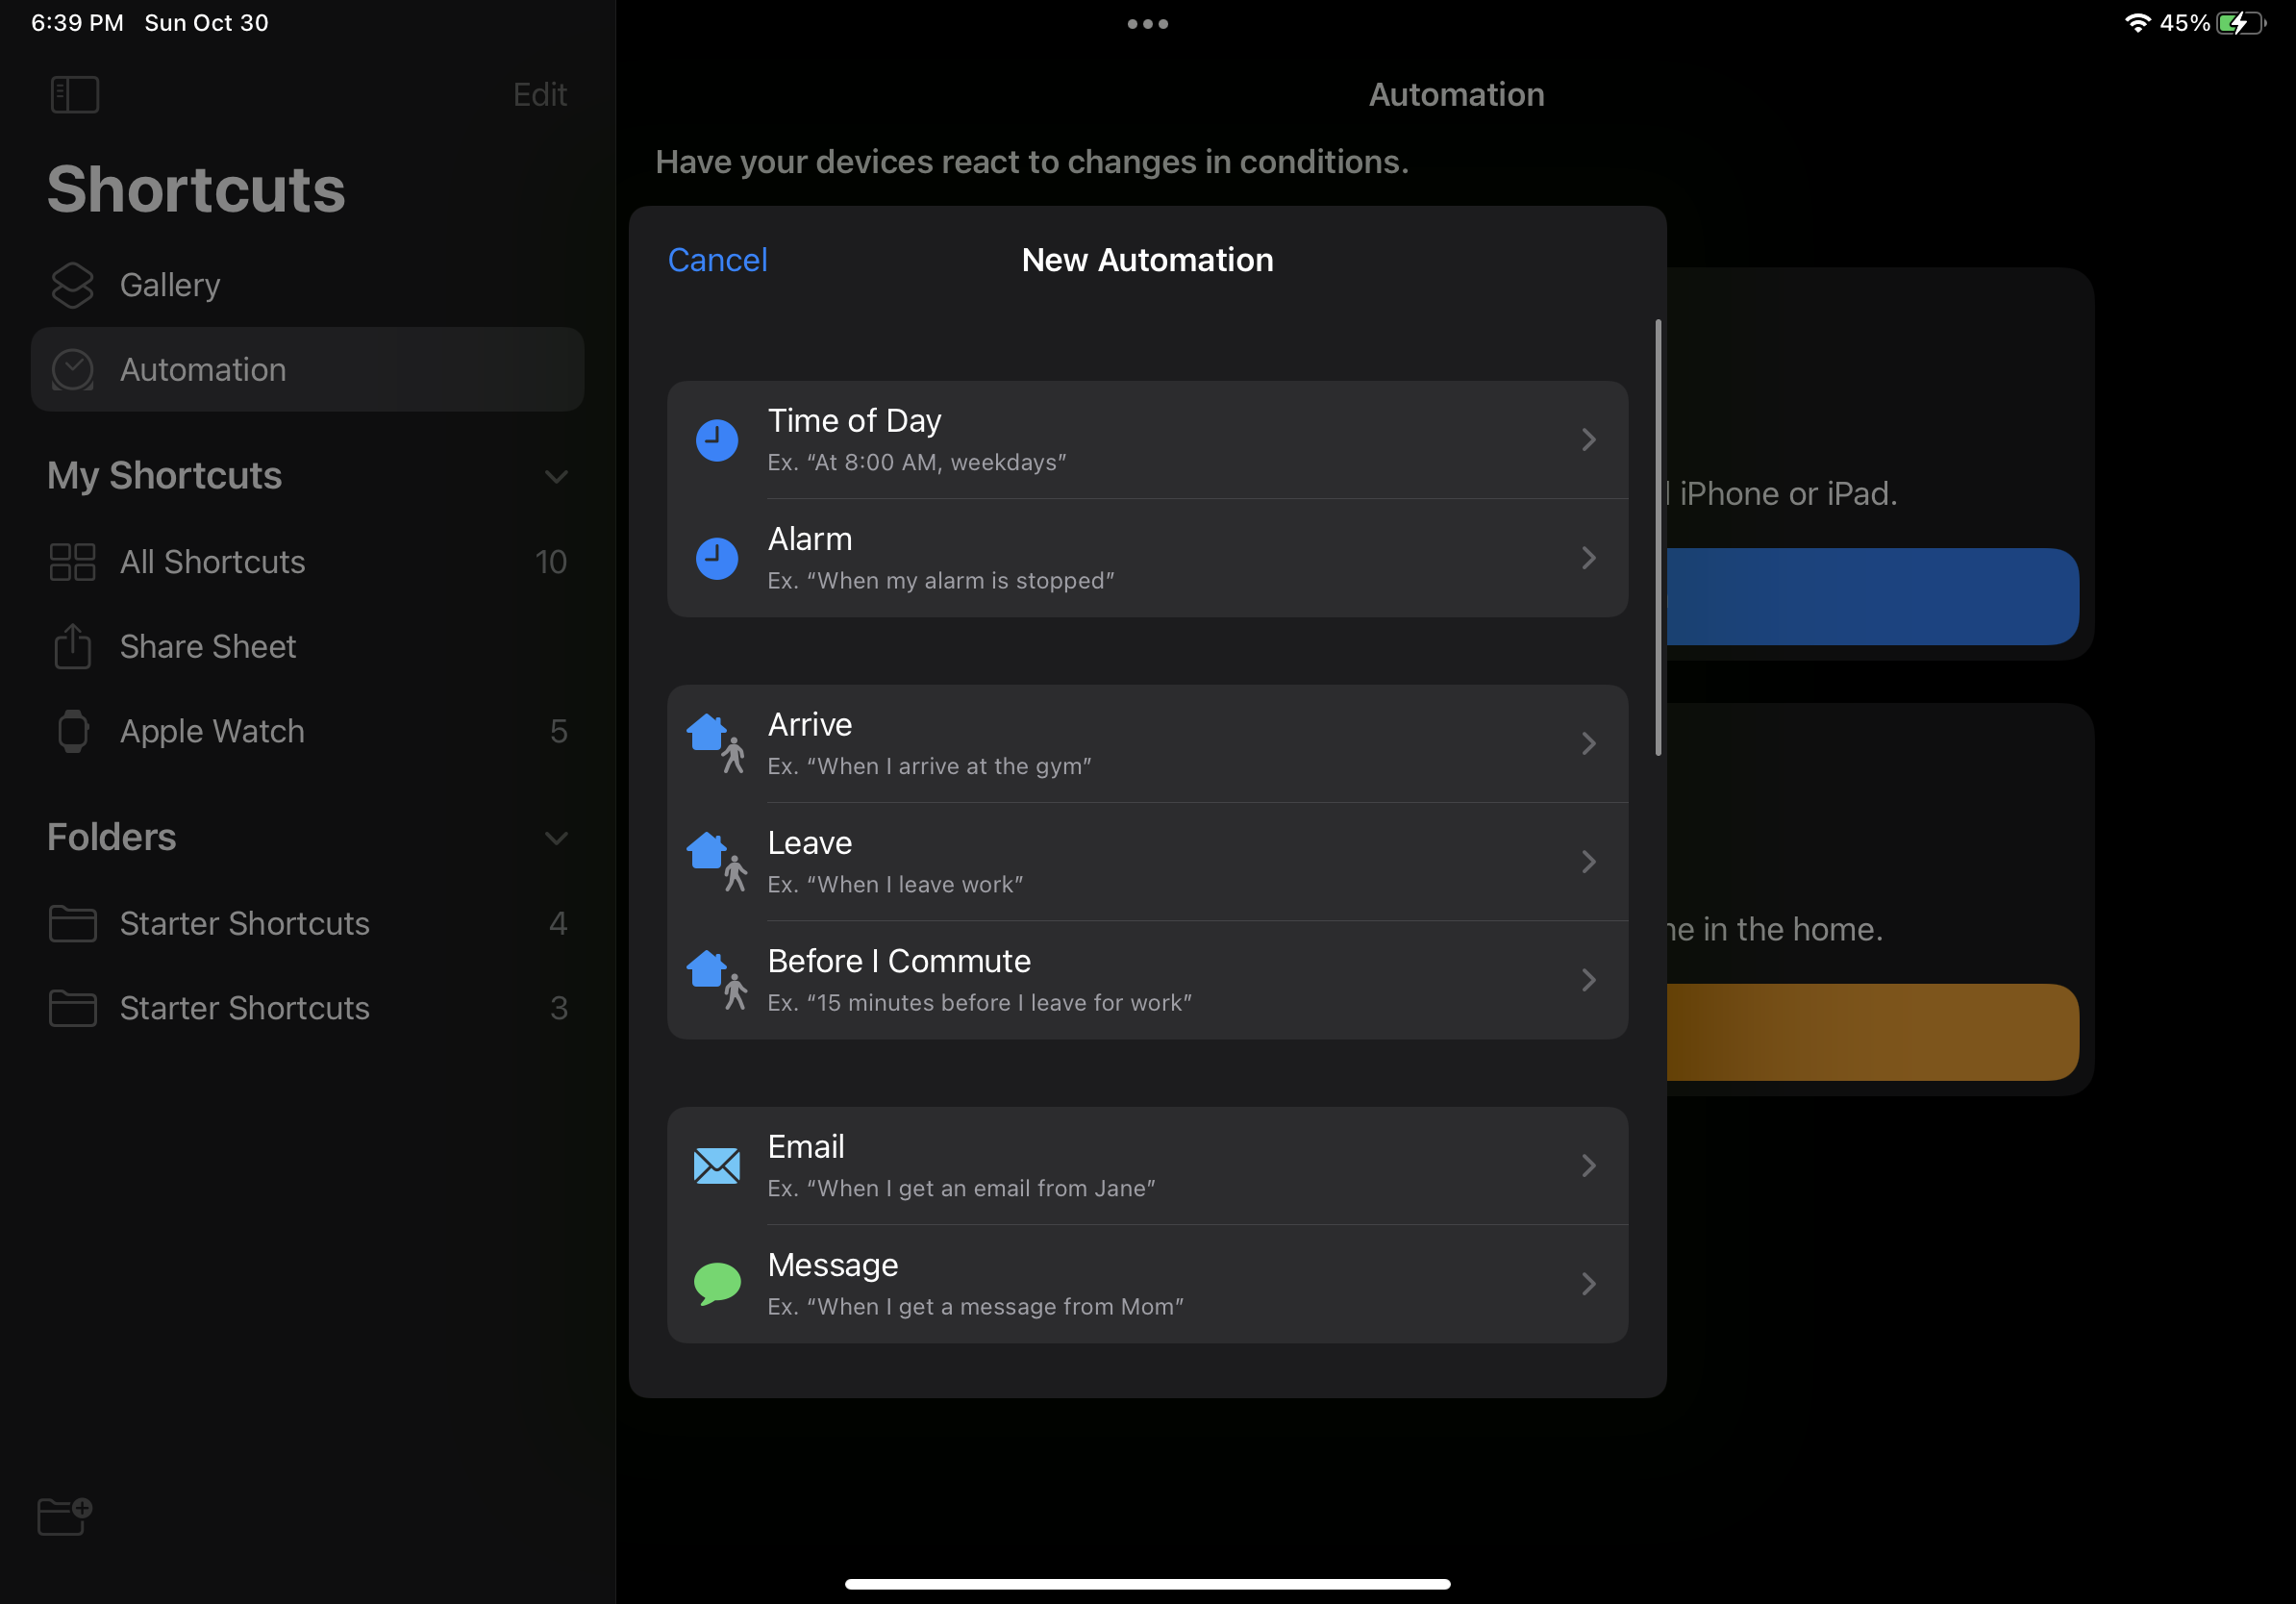 6:39 PM Sun Oct 30
45%
Edit
Shortcuts
Gallery
Automation
My Shortcuts
All Shortcuts 10
Share Sheet
Apple Watch 5
Folders
Starter Shortcuts 4
Starter Shortcuts 3
Automation
Have your devices react to changes in conditions.
Cancel New Automation
Time of Day
Ex. “At 8:00 AM, weekdays”
Alarm
Ex. “When my alarm is stopped”
Arrive
Ex. “When I arrive at the gym”
Leave
Ex. “When I leave work”
Before I Commute
Ex. “15 minutes before I leave for work”
Email
Ex. “When I get an email from Jane”
Message
Ex. “When I get a message from Mom”
iPhone or iPad.
in the home.